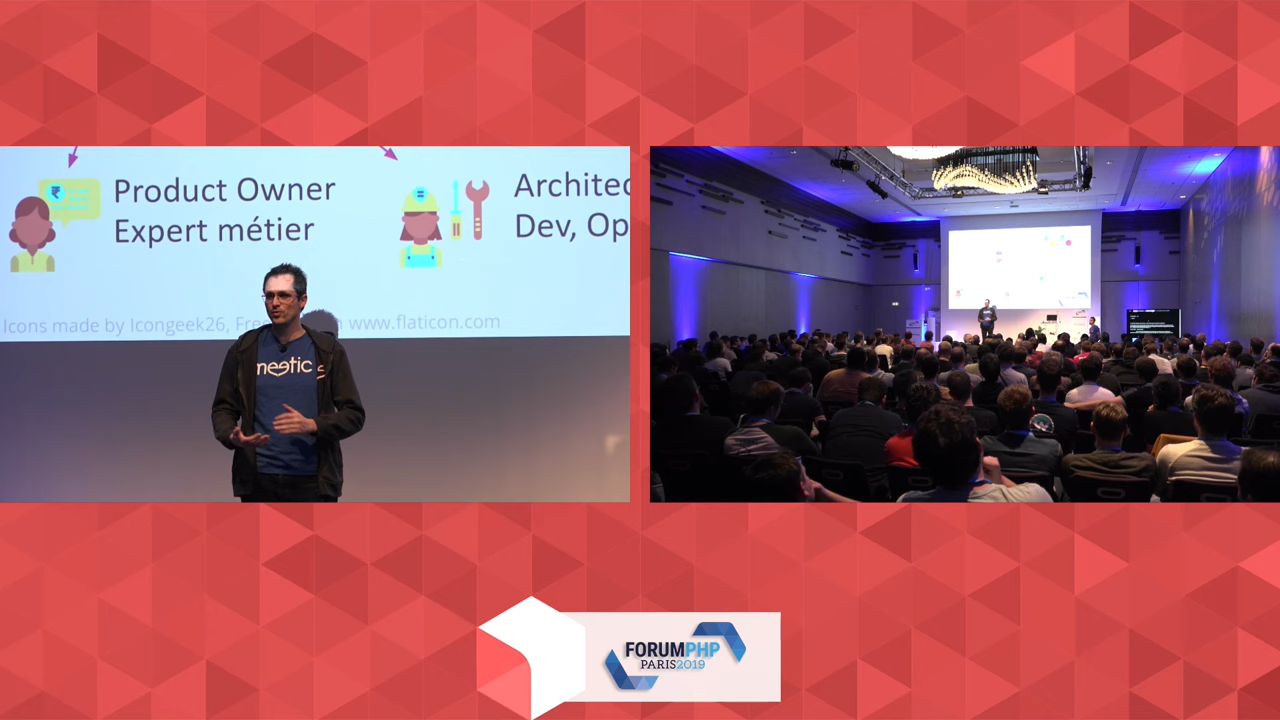 Product Owner
Expert métier
Architec
Dev, Op
Icons made by Icongeek26, Fre
www.flaticon.com
meetic
FORUMPHP
PARIS2019